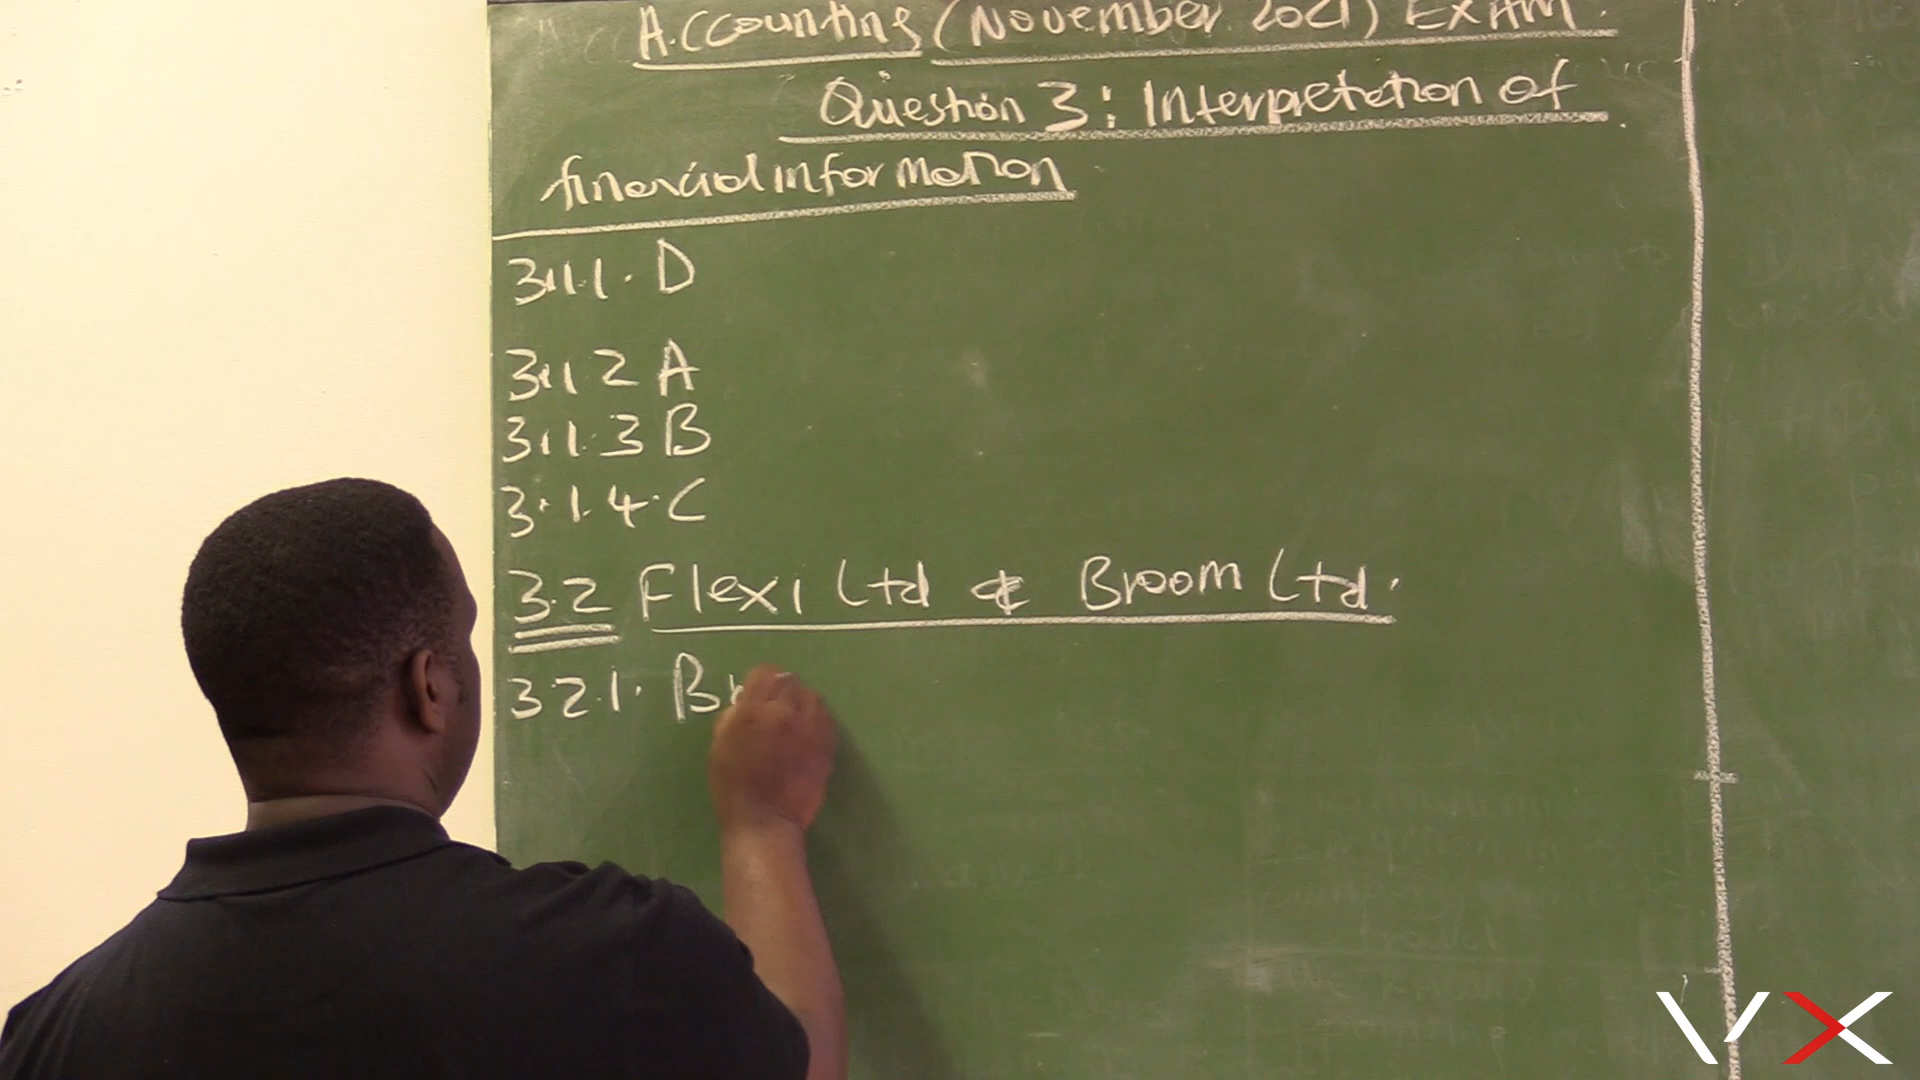 Accounting (November 2021) EXAM.
Question 3: Interpretation of
financial information
3.1.1. D
3.1.2 A
3.1.3 B
3.1.4. C
3.2 Flexi Ltd & Broom Ltd.
3.2.1. Br
VX